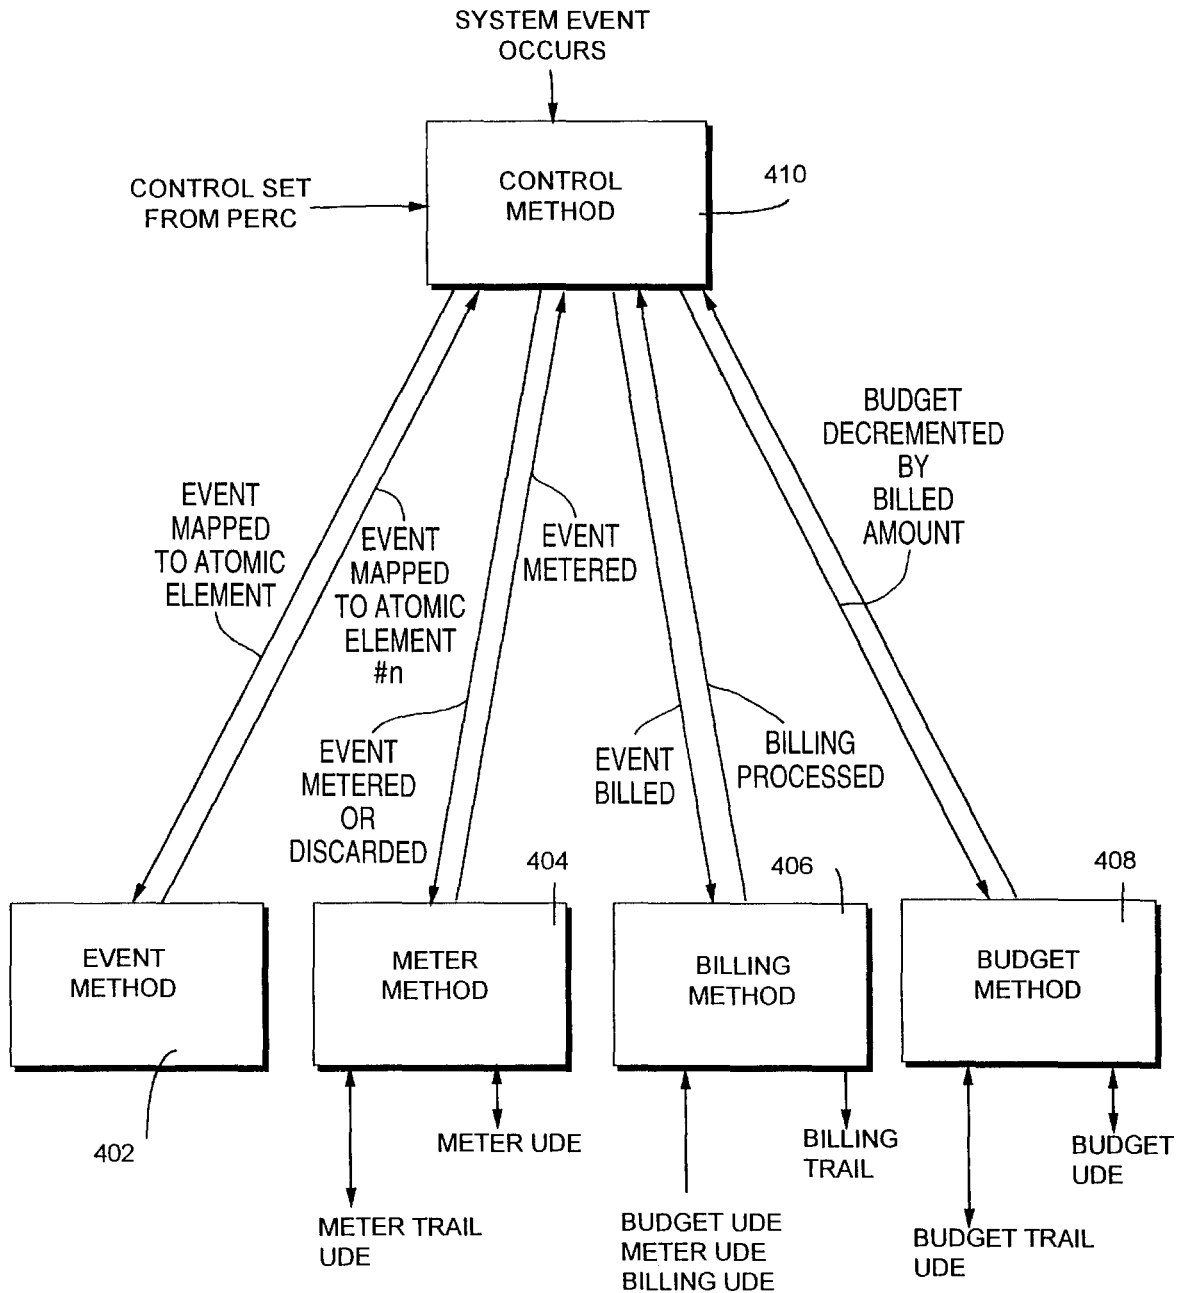 SYSTEM EVENT
OCCURS
CONTROL SET
FROM PERC
CONTROL
METHOD
410
EVENT
MAPPED
TO ATOMIC
ELEMENT
EVENT
MAPPED
TO ATOMIC
ELEMENT
#n
EVENT
METERED
BUDGET
DECREMENTED
BY
BILLED
AMOUNT
EVENT
METERED
OR
DISCARDED
EVENT
BILLED
BILLING
PROCESSED
404
406
408
EVENT
METHOD
METER
METHOD
BILLING
METHOD
BUDGET
METHOD
402
METER UDE
METER TRAIL
UDE
BILLING
TRAIL
BUDGET UDE
METER UDE
BILLING UDE
BUDGET
UDE
BUDGET TRAIL
UDE